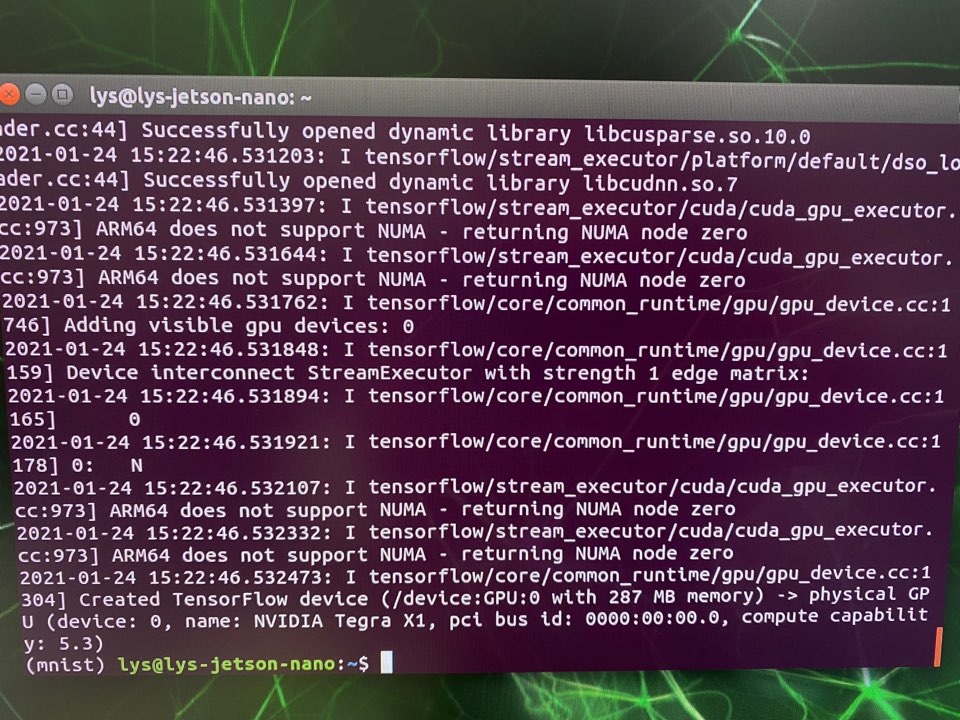 lys@lys-jetson-nano: ~
ader.cc:44] Successfully opened dynamic library libcusparse.so.10.0
2021-01-24 15:22:46.531203: I tensorflow/stream_executor/platform/default/dso_lo
ader.cc:44] Successfully opened dynamic library libcudnn.so.7
2021-01-24 15:22:46.531397: I tensorflow/stream_executor/cuda/cuda_gpu_executor.
cc:973] ARM64 does not support NUMA - returning NUMA node zero
2021-01-24 15:22:46.531644: I tensorflow/stream_executor/cuda/cuda_gpu_executor.
cc:973] ARM64 does not support NUMA - returning NUMA node zero
2021-01-24 15:22:46.531762: I tensorflow/core/common_runtime/gpu/gpu_device.cc:1
746] Adding visible gpu devices: 0
2021-01-24 15:22:46.531848: I tensorflow/core/common_runtime/gpu/gpu_device.cc:1
159] Device interconnect StreamExecutor with strength 1 edge matrix:
2021-01-24 15:22:46.531894: I tensorflow/core/common_runtime/gpu/gpu_device.cc:1
165]      0
2021-01-24 15:22:46.531921: I tensorflow/core/common_runtime/gpu/gpu_device.cc:1
178] 0:   N
2021-01-24 15:22:46.532107: I tensorflow/stream_executor/cuda/cuda_gpu_executor.
cc:973] ARM64 does not support NUMA - returning NUMA node zero
2021-01-24 15:22:46.532332: I tensorflow/stream_executor/cuda/cuda_gpu_executor.
cc:973] ARM64 does not support NUMA - returning NUMA node zero
2021-01-24 15:22:46.532473: I tensorflow/core/common_runtime/gpu/gpu_device.cc:1
304] Created TensorFlow device (/device:GPU:0 with 287 MB memory) -> physical GP
U (device: 0, name: NVIDIA Tegra X1, pci bus id: 0000:00:00.0, compute capabilit
y: 5.3)
(mnist) lys@lys-jetson-nano:~$